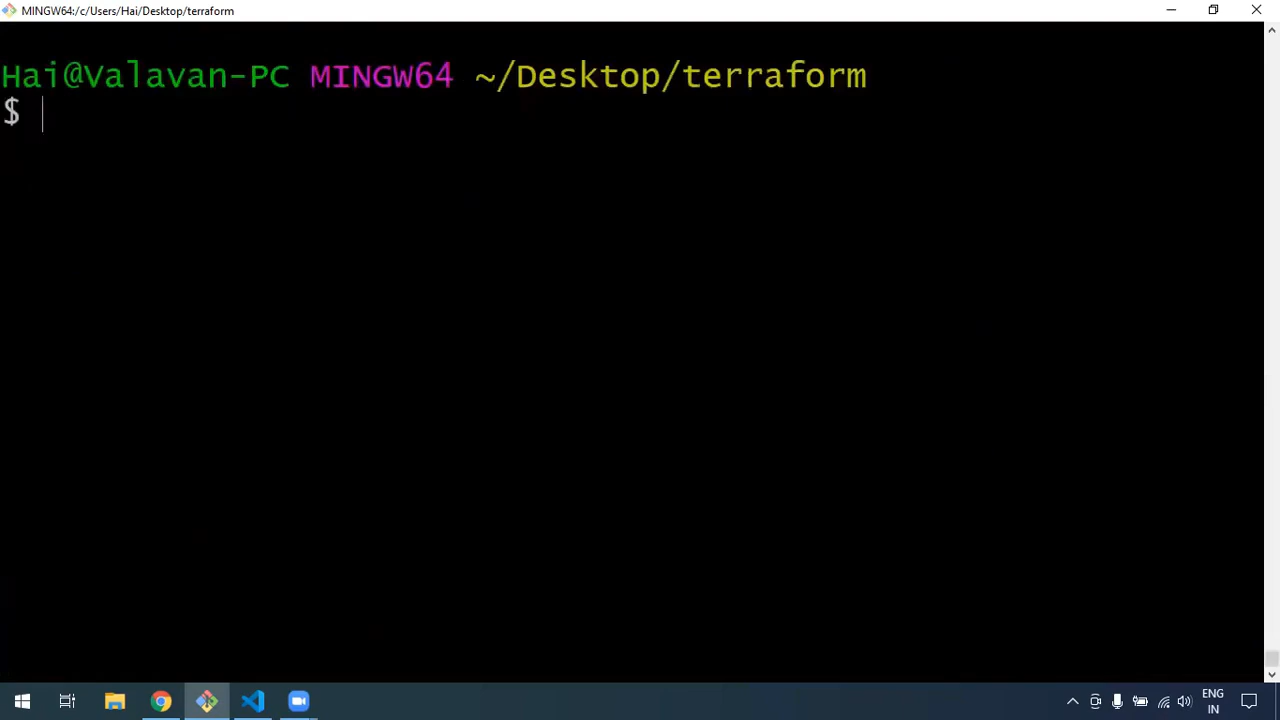 MINGW64:/c/Users/Hai/Desktop/terraform
Hai@Valavan-PC MINGW64 ~/Desktop/terraform
$
ENG
IN